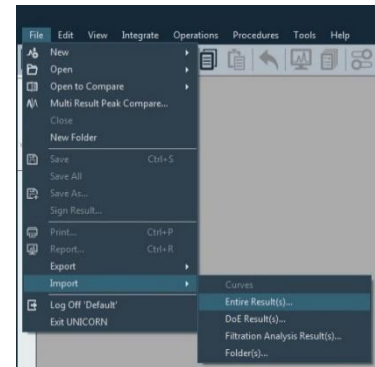 File Edit View Integrate Operations Procedures Tools Help
New
Open
Open to Compare
Multi Result Peak Compare...
Close
New Folder
Save Ctrl+S
Save All
Save As...
Sign Result...
Print... Ctrl+P
Report... Ctrl+R
Export
Import
Curves
Log Off 'Default'
Entire Result(s)...
Exit UNICORN
DoE Result(s)...
Filtration Analysis Result(s)...
Folder(s)...